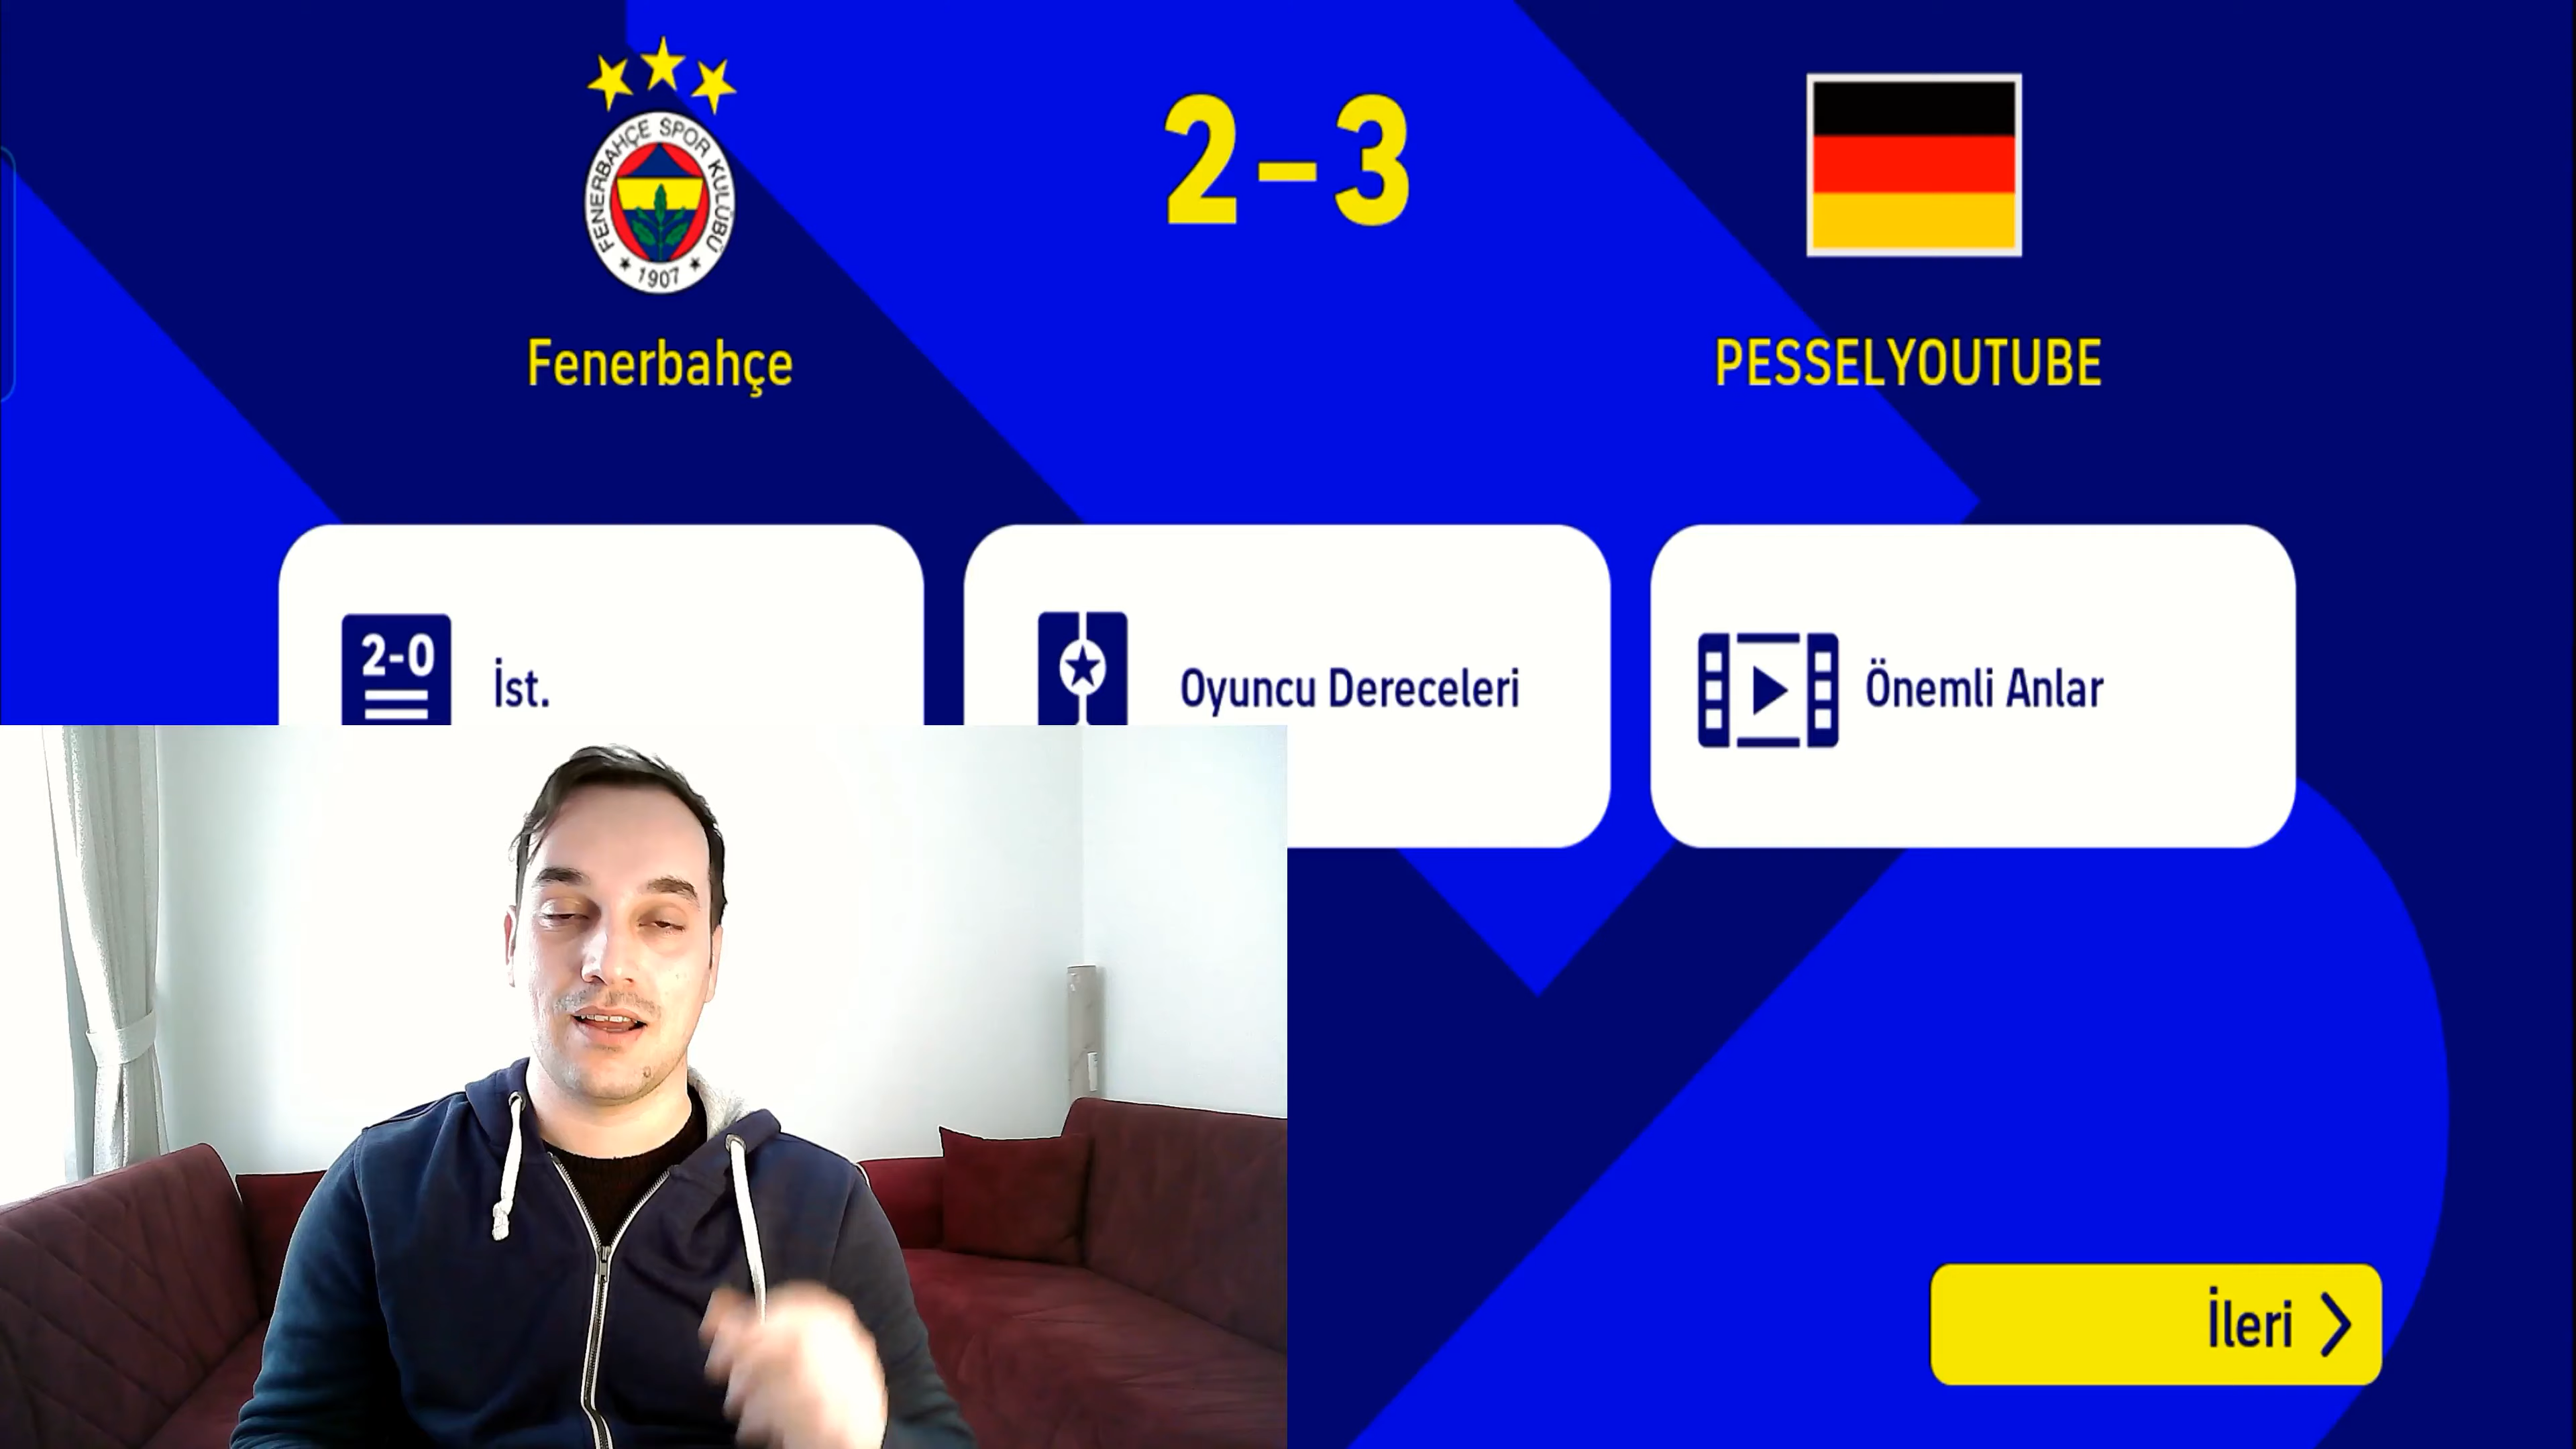 FENERBAHÇE SPOR KULÜBÜ
1907
2-3
Fenerbahçe
PESSELYOUTUBE
2-0
İst.
Oyuncu Dereceleri
Önemli Anlar
İleri